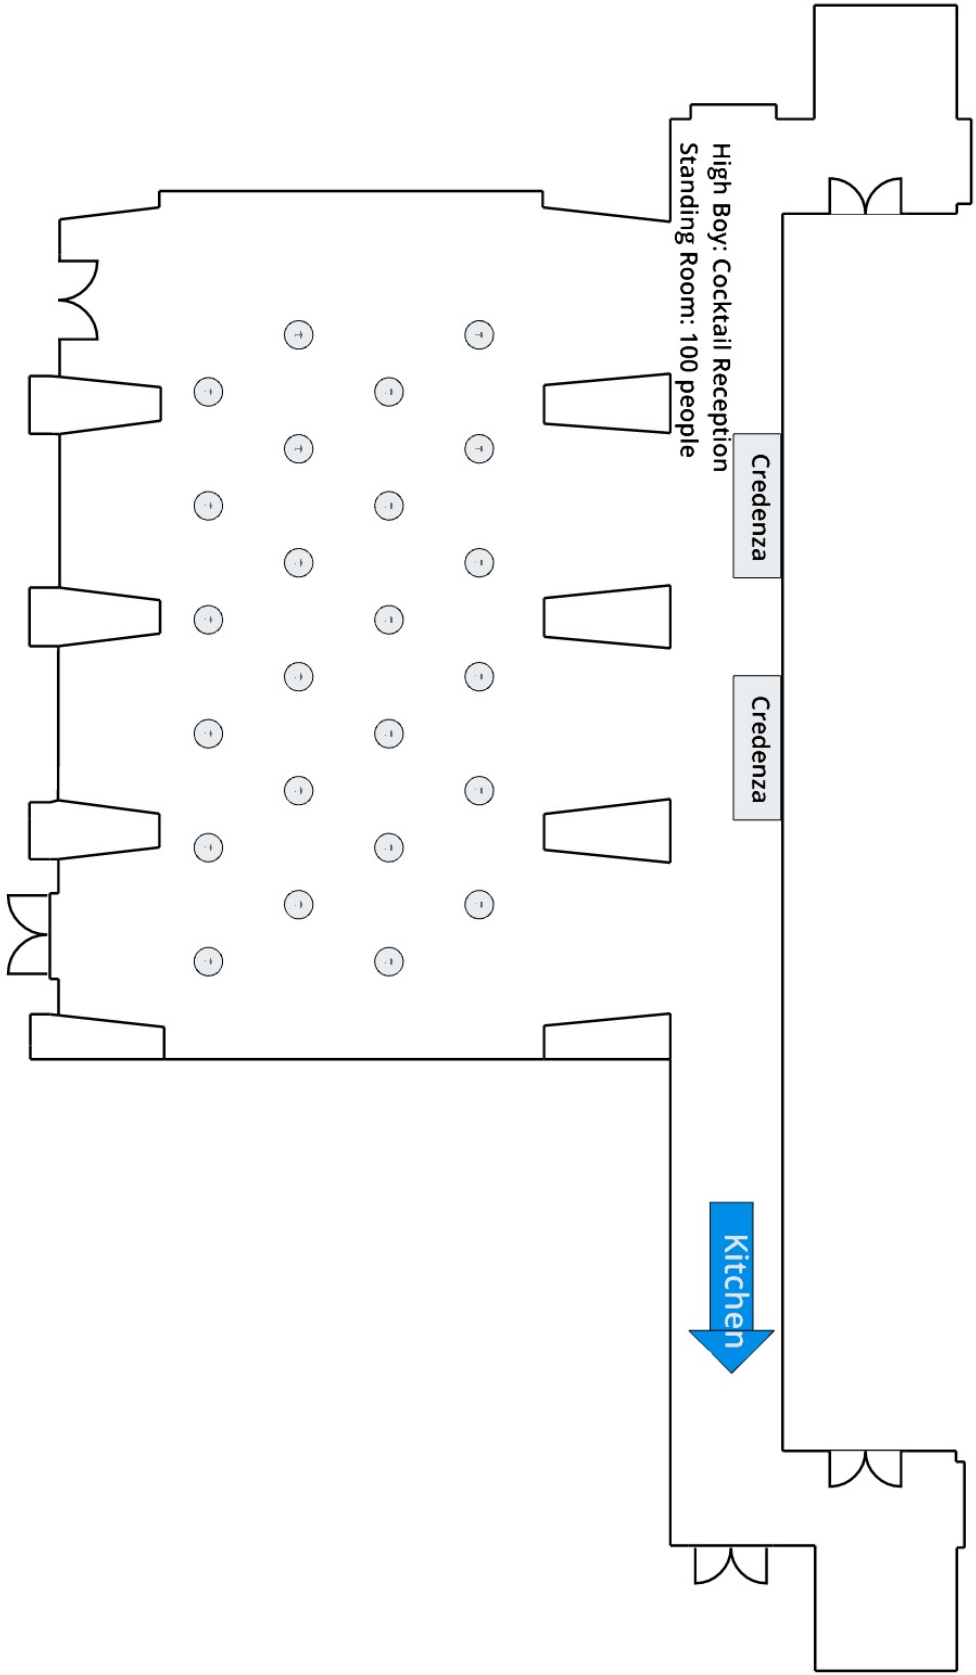 High Boy: Cocktail Reception
Standing Room: 100 people
Credenza
Credenza
Kitchen